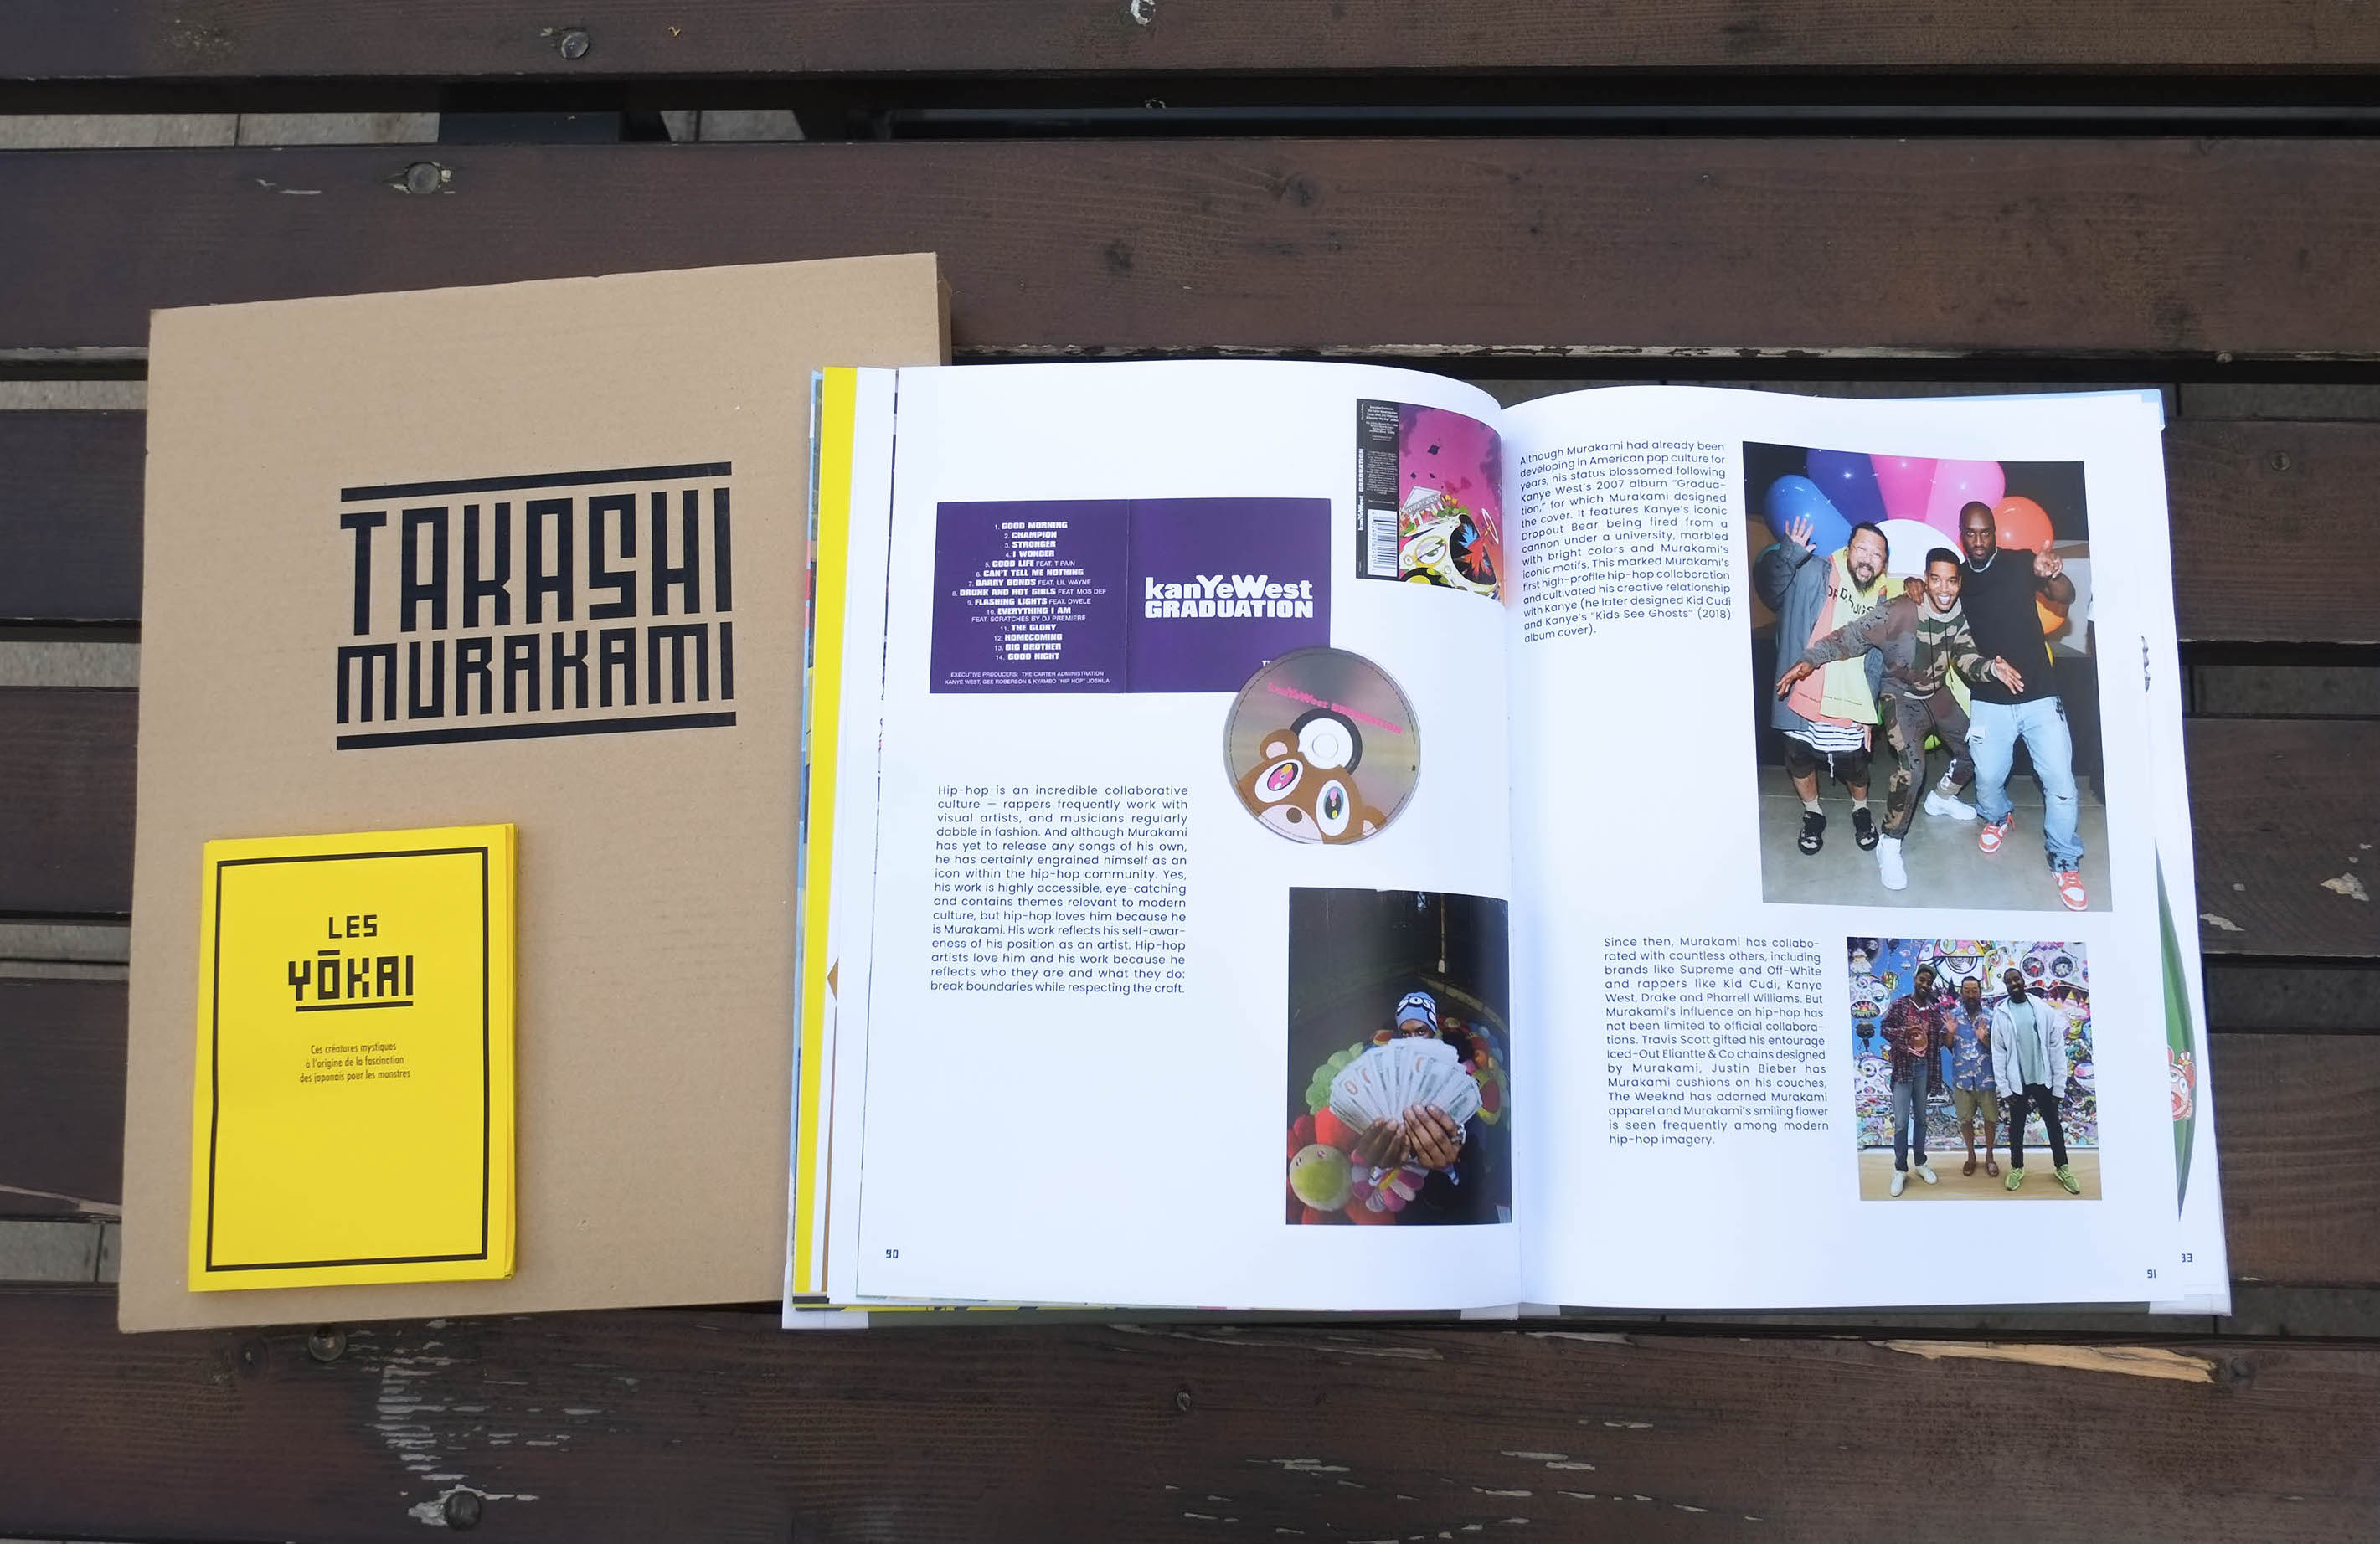 TAKASHI
MURAKAMI
LES
YŌKAI
Ces créatures mystiques
à l'origine de la fascination
des japonais pour les monstres
1. GOOD MORNING
2. CHAMPION
3. STRONGER
4. I WONDER
5. GOOD LIFE FEAT. T-PAIN
6. CAN'T TELL ME NOTHING
7. BARRY BONDS FEAT. LIL WAYNE
8. DRUNK AND HOT GIRLS FEAT. MOS DEF
9. FLASHING LIGHTS FEAT. DWELE
10. EVERYTHING I AM
FEAT. SCRATCHES BY DJ PREMIERE
11. THE GLORY
12. HOMECOMING
13. BIG BROTHER
14. GOOD NIGHT
EXECUTIVE PRODUCERS: THE CARTER ADMINISTRATION
KANYE WEST, GEE ROBERSON & KYAMBO "HIP HOP" JOSHUA
kanYeWest
GRADUATION
kanYeWest GRADUATION
kanYeWest GRADUATION
Hip-hop is an incredible collaborative
culture — rappers frequently work with
visual artists, and musicians regularly
dabble in fashion. And although Murakami
has yet to release any songs of his own,
he has certainly engrained himself as an
icon within the hip-hop community. Yes,
his work is highly accessible, eye-catching
and contains themes relevant to modern
culture, but hip-hop loves him because he
is Murakami. His work reflects his self-awar-
eness of his position as an artist. Hip-hop
artists love him and his work because he
reflects who they are and what they do:
break boundaries while respecting the craft.
90
Although Murakami had already been
developing in American pop culture for
years, his status blossomed following
Kanye West's 2007 album "Gradua-
tion," for which Murakami designed
the cover. It features Kanye's iconic
Dropout Bear being fired from a
cannon under a university, marbled
with bright colors and Murakami's
iconic motifs. This marked Murakami's
first high-profile hip-hop collaboration
and cultivated his creative relationship
with Kanye (he later designed Kid Cudi
and Kanye's "Kids See Ghosts" (2018)
album cover).
Since then, Murakami has collabo-
rated with countless others, including
brands like Supreme and Off-White
and rappers like Kid Cudi, Kanye
West, Drake and Pharrell Williams. But
Murakami's influence on hip-hop has
not been limited to official collabora-
tions. Travis Scott gifted his entourage
Iced-Out Eliantte & Co chains designed
by Murakami, Justin Bieber has
Murakami cushions on his couches,
The Weeknd has adorned Murakami
apparel and Murakami's smiling flower
is seen frequently among modern
hip-hop imagery.
91